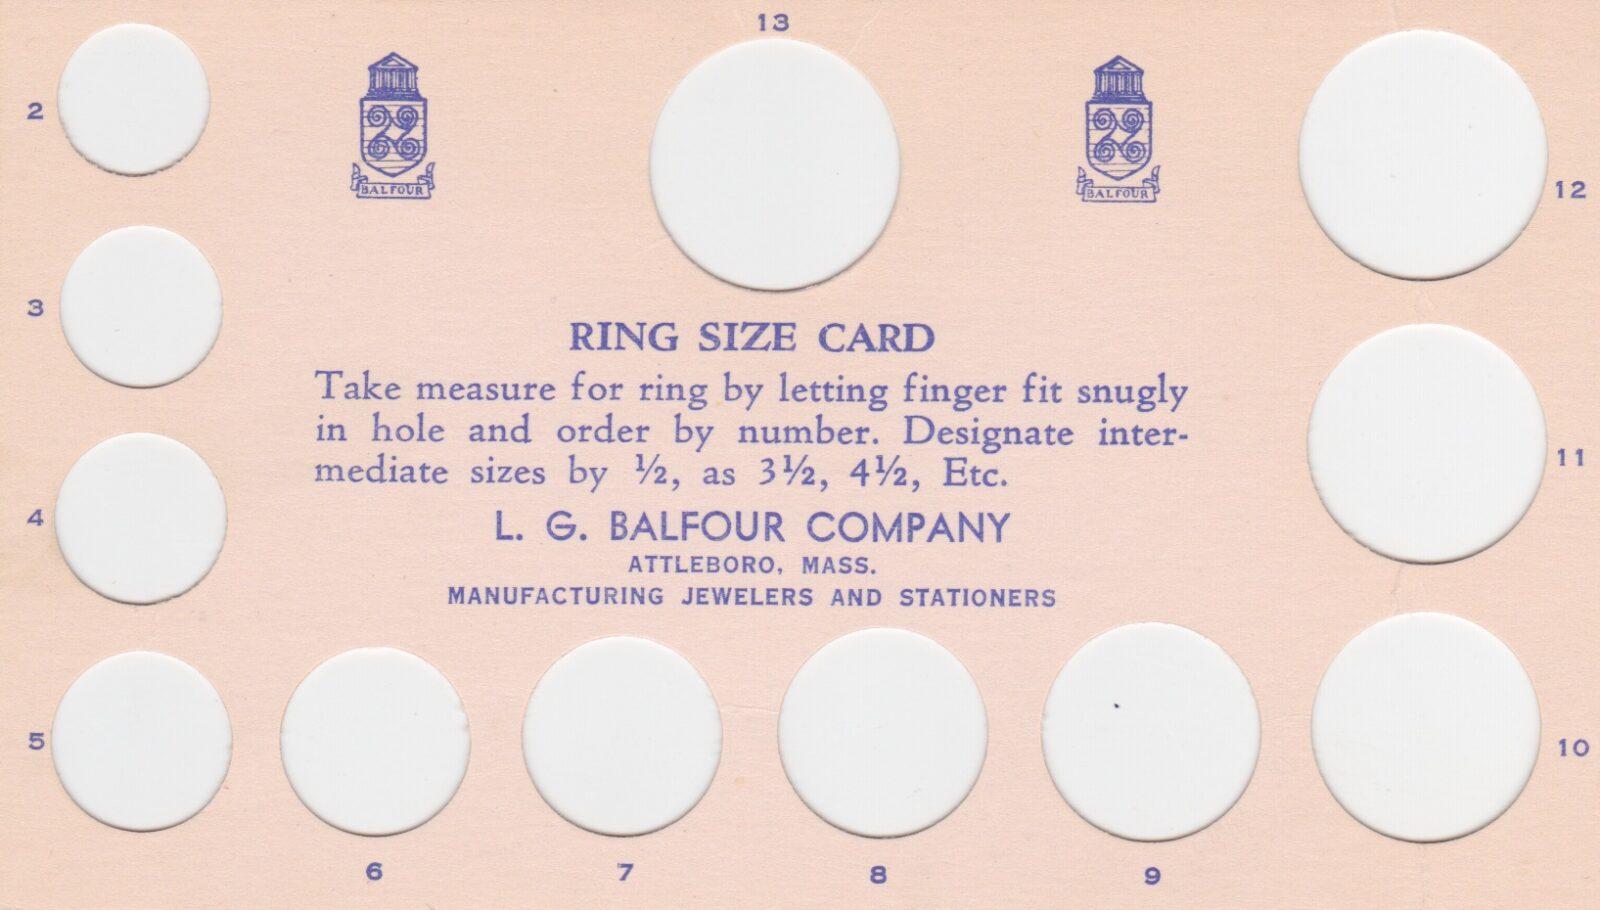 13
BALFOUR
BALFOUR
2
12
3
RING SIZE CARD
Take measure for ring by letting finger fit snugly
in hole and order by number. Designate inter-
mediate sizes by ½, as 3½, 4½, Etc.
11
4
L. G. BALFOUR COMPANY
ATTLEBORO, MASS.
MANUFACTURING JEWELERS AND STATIONERS
5
10
6
7
8
9